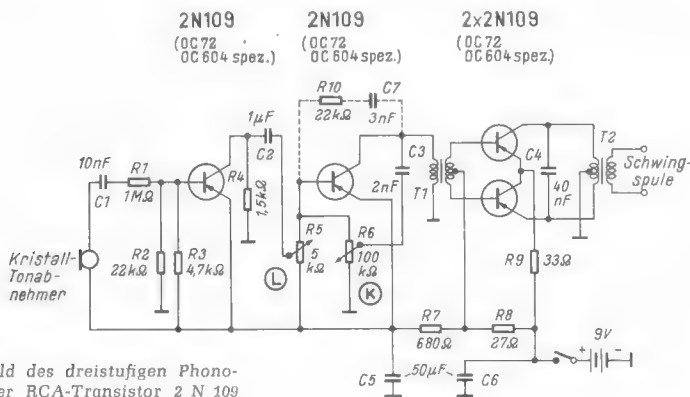 2N109
(OC72
OC604 spez.)
2N109
(OC72
OC604 spez.)
2x2N109
(OC72
OC604 spez.)
R10
22kΩ
C7
3nF
1µF
C2
R4
1,5kΩ
10nF
C1
R1
1MΩ
C3
2nF
T1
C4
40
nF
T2
Schwing-
spule
R2
22kΩ
R3
4,7kΩ
R5
5
kΩ
R6
100
kΩ
R9
33Ω
Kristall-
Tonab-
nehmer
L
K
R7
680Ω
R8
27Ω
9V
+
-
C5
50µF
C6
ld des dreistufigen Phono-
er RCA-Transistor 2 N 109